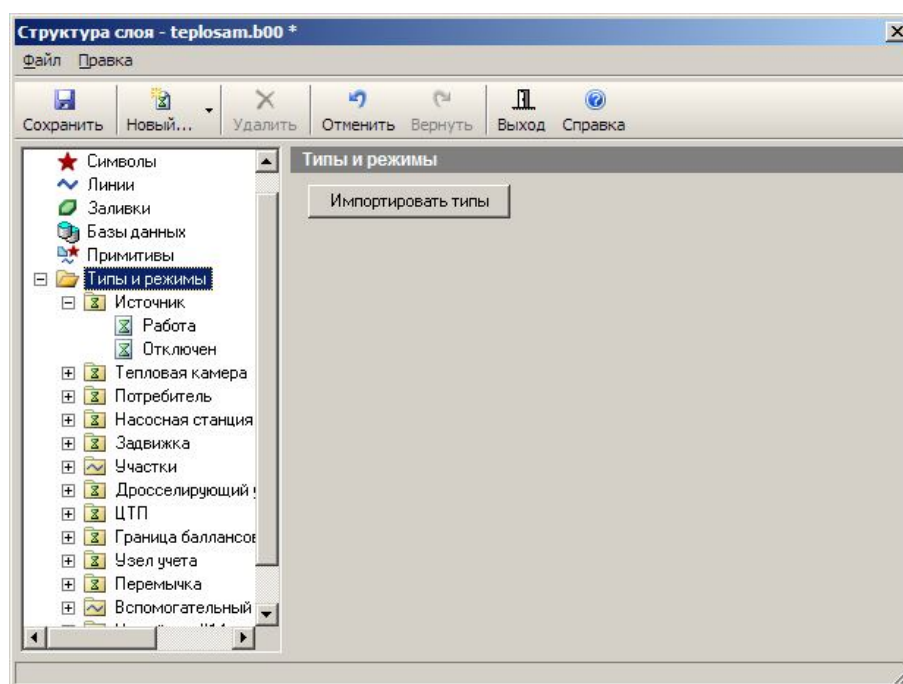 Структура слоя - teplosam.b00 *
Файл Правка
Сохранить Новый... Удалить Отменить Вернуть Выход Справка
Символы
Типы и режимы
Линии
Импортировать типы
Заливки
Базы данных
Примитивы
Типы и режимы
Источник
Работа
Отключен
Тепловая камера
Потребитель
Насосная станция
Задвижка
Участки
Дросселирующий
ЦТП
Граница баллансов
Узел учета
Перемычка
Вспомогательный